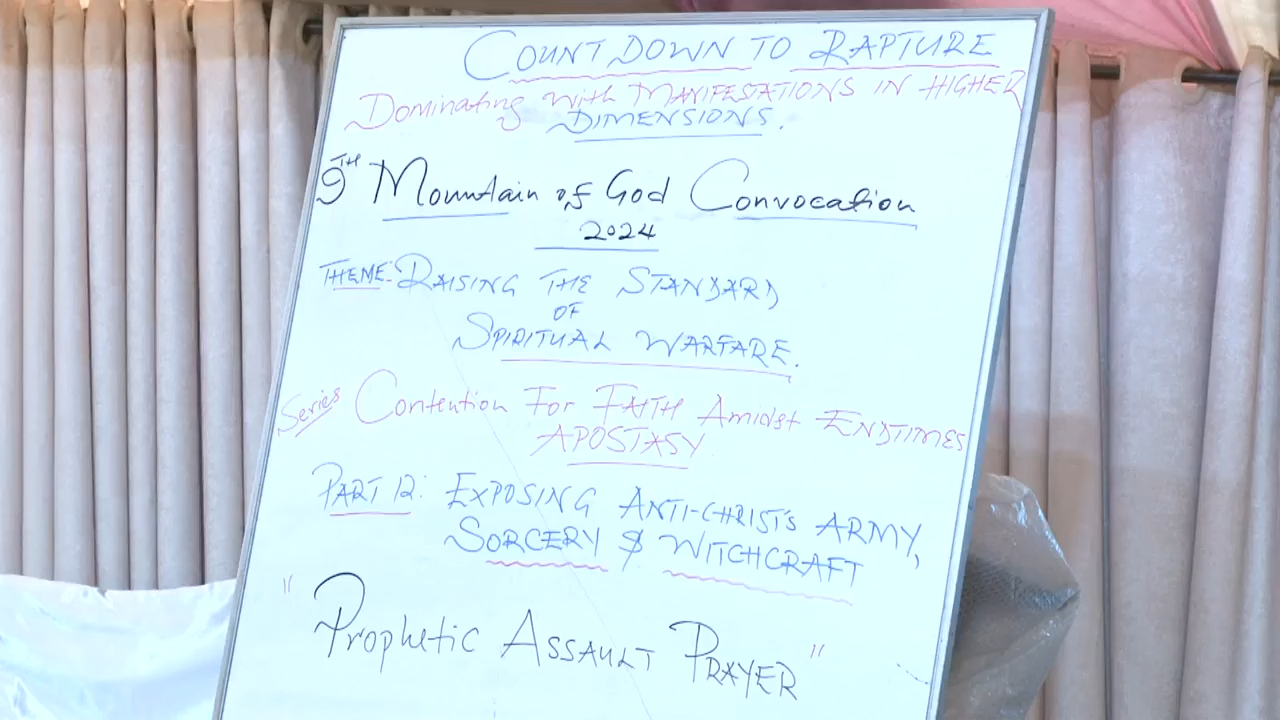 COUNT DOWN TO RAPTURE
Dominating with MANIFESTATIONS IN HIGHER
DIMENSIONS.
9TH Mountain of God Convocation
2024
THEME: RAISING THE STANDARD
OF
SPIRITUAL WARFARE.
Series Contention For FAITH Amidst ENDTIMES
APOSTASY
PART 12: EXPOSING ANTI-CHRIST'S ARMY,
SORCERY & WITCHCRAFT
"Prophetic ASSAULT PRAYER"